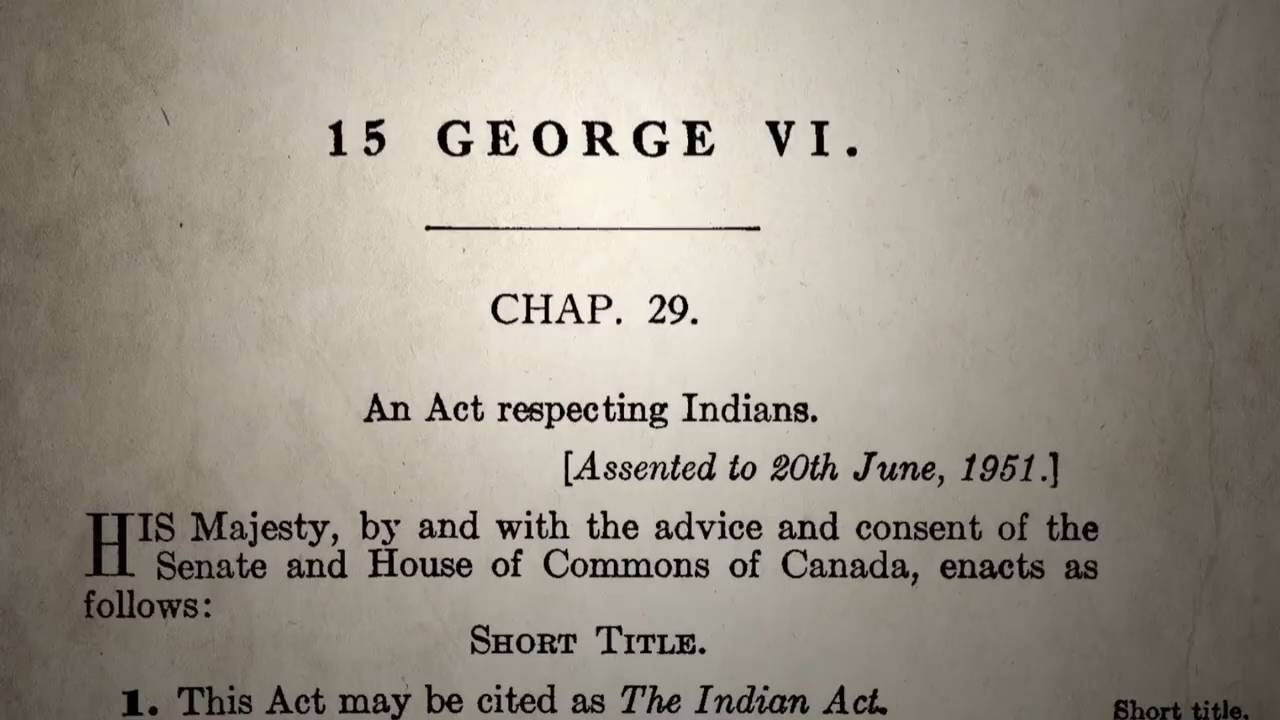 15 GEORGE VI.
CHAP. 29.
An Act respecting Indians.
[Assented to 20th June, 1951.]
HIS Majesty, by and with the advice and consent of the
Senate and House of Commons of Canada, enacts as
follows:
SHORT TITLE.
1. This Act may be cited as The Indian Act.
Short title.